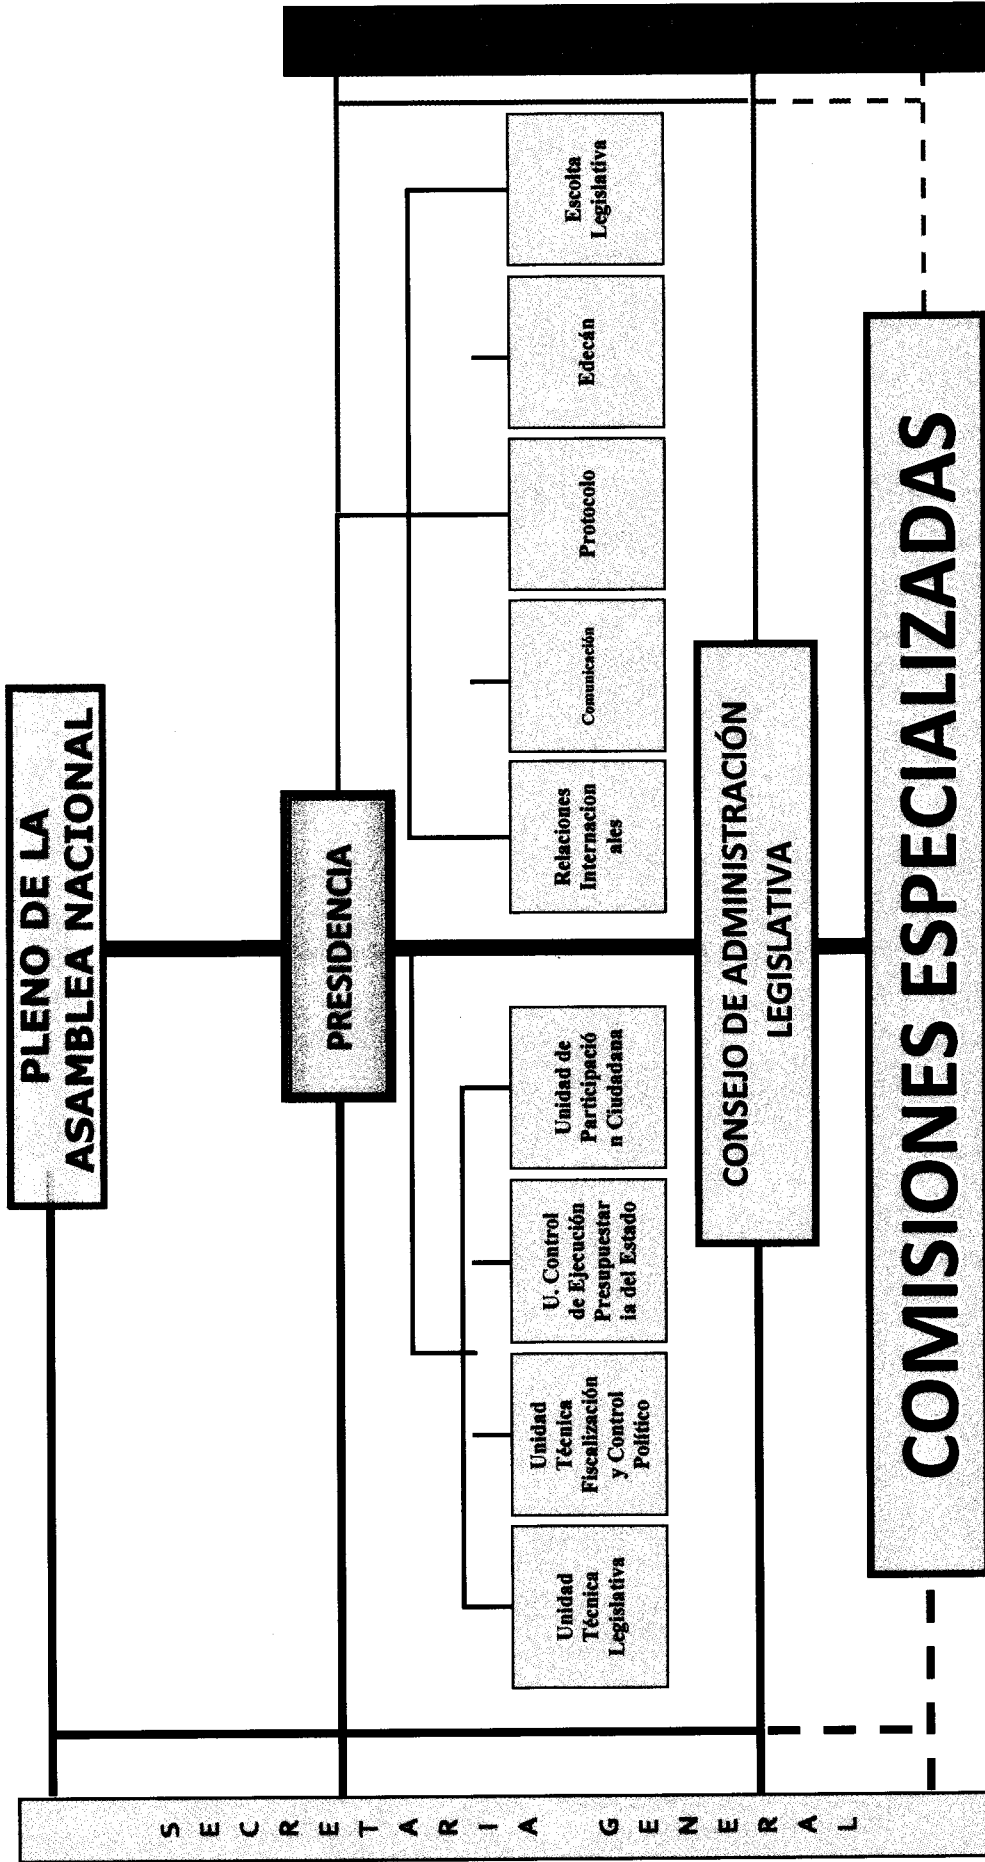 PLENO DE LA
ASAMBLEA NACIONAL
PRESIDENCIA
Unidad
Técnica
Legislativa
Unidad
Técnica
Fiscalización
y Control
Político
U. Control
de Ejecución
Presupuestar
ia del Estado
Unidad de
Participació
n Ciudadana
Relaciones
Internacion
ales
Comunicación
Protocolo
Edecán
Escolta
Legislativa
CONSEJO DE ADMINISTRACIÓN
LEGISLATIVA
COMISIONES ESPECIALIZADAS
SECRETARIA GENERAL